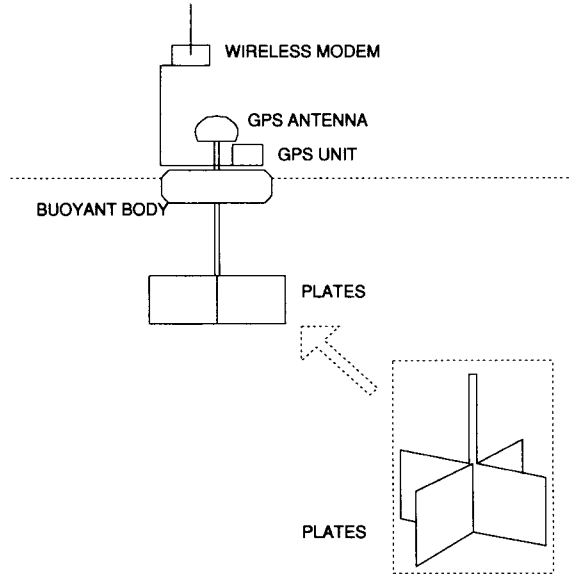 WIRELESS MODEM
GPS ANTENNA
GPS UNIT
BUOYANT BODY
PLATES
PLATES